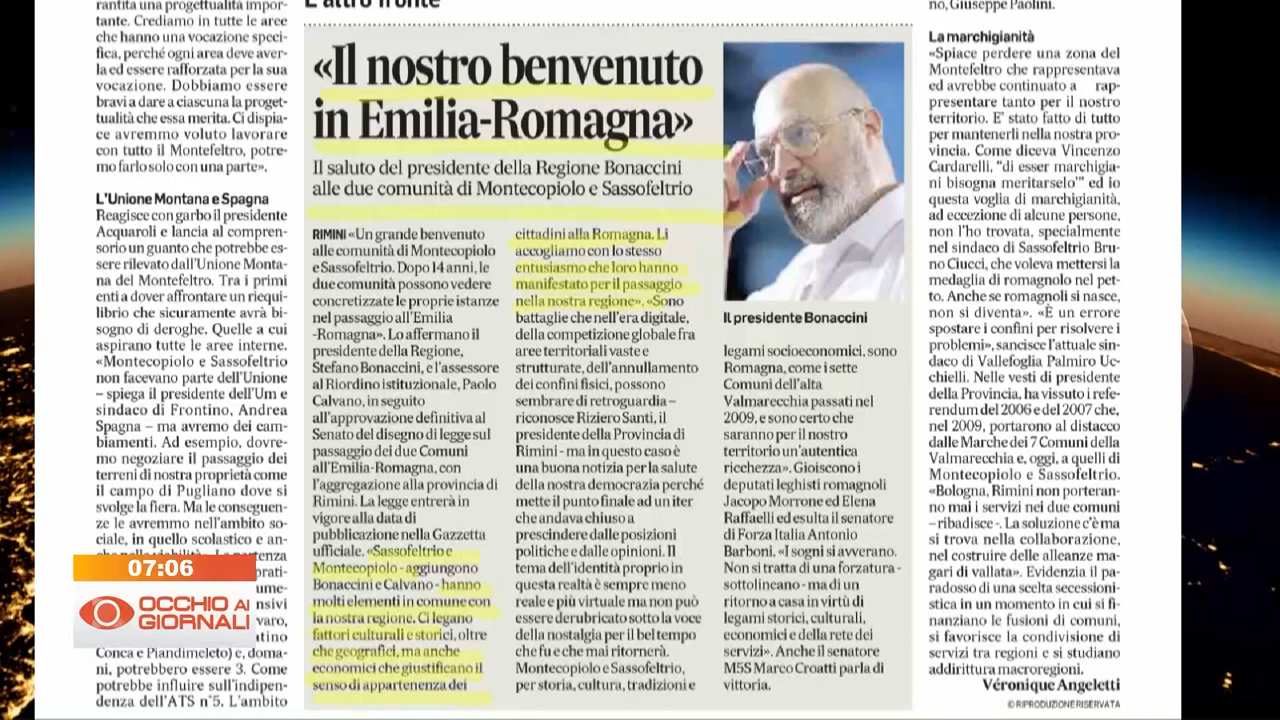 rantita una progettualità impor-
tante. Crediamo in tutte le aree
che hanno una vocazione speci-
fica, perché ogni area deve aver-
la ed essere rafforzata per la sua
vocazione. Dobbiamo essere
bravi a dare a ciascuna la proget-
tualità che essa merita. Ci dispia-
ce avremmo voluto lavorare
con tutto il Montefeltro, potre-
mo farlo solo con una parte».
L'Unione Montana e Spagna
Reagisce con garbo il presidente
Acquaroli e lancia al compren-
sorio un guanto che potrebbe es-
sere rilevato dall'Unione Monta-
na del Montefeltro. Tra i primi
enti a dover affrontare un riequi-
librio che sicuramente avrà bi-
sogno di deroghe. Quelle a cui
aspirano tutte le aree interne.
«Montecopiolo e Sassofeltrio
non facevano parte dell'Unione
– spiega il presidente dell'Um e
sindaco di Frontino, Andrea
Spagna – ma avremo dei cam-
biamenti. Ad esempio, dovre-
mo negoziare il passaggio dei
terreni di nostra proprietà come
il campo di Pugliano dove si
svolge la fiera. Ma le conseguen-
ze le avremmo nell'ambito so-
ciale, in quello scolastico e an-
Conca e Piandimeleto) e, doma-
ni, potrebbero essere 3. Come
potrebbe influire sull'indipen-
denza dell'ATS n°5. L'ambito
L'altro fronte
«Il nostro benvenuto
in Emilia-Romagna»
Il saluto del presidente della Regione Bonaccini
alle due comunità di Montecopiolo e Sassofeltrio
RIMINI «Un grande benvenuto
alle comunità di Montecopiolo
e Sassofeltrio. Dopo 14 anni, le
due comunità possono vedere
concretizzate le proprie istanze
nel passaggio all'Emilia
-Romagna». Lo affermano il
presidente della Regione,
Stefano Bonaccini, e l'assessore
al Riordino istituzionale, Paolo
Calvano, in seguito
all'approvazione definitiva al
Senato del disegno di legge sul
passaggio dei due Comuni
all'Emilia-Romagna, con
l'aggregazione alla provincia di
Rimini. La legge entrerà in
vigore alla data di
pubblicazione nella Gazzetta
ufficiale. «Sassofeltrio e
Montecopiolo - aggiungono
Bonaccini e Calvano - hanno
molti elementi in comune con
la nostra regione. Ci legano
fattori culturali e storici, oltre
che geografici, ma anche
economici che giustificano il
senso di appartenenza dei
cittadini alla Romagna. Li
accogliamo con lo stesso
entusiasmo che loro hanno
manifestato per il passaggio
nella nostra regione». «Sono
battaglie che nell'era digitale,
della competizione globale fra
aree territoriali vaste e
strutturate, dell'annullamento
dei confini fisici, possono
sembrare di retroguardia –
riconosce Riziero Santi, il
presidente della Provincia di
Rimini - ma in questo caso è
una buona notizia per la salute
della nostra democrazia perché
mette il punto finale ad un iter
che andava chiuso a
prescindere dalle posizioni
politiche e dalle opinioni. Il
tema dell'identità proprio in
questa realtà è sempre meno
reale e più virtuale ma non può
essere derubricato sotto la voce
della nostalgia per il bel tempo
che fu e che mai ritornerà.
Montecopiolo e Sassofeltrio,
per storia, cultura, tradizioni e
Il presidente Bonaccini
legami socioeconomici, sono
Romagna, come i sette
Comuni dell'alta
Valmarecchia passati nel
2009, e sono certo che
saranno per il nostro
territorio un'autentica
ricchezza». Gioiscono i
deputati leghisti romagnoli
Jacopo Morrone ed Elena
Raffaelli ed esulta il senatore
di Forza Italia Antonio
Barboni. «I sogni si avverano.
Non si tratta di una forzatura -
sottolineano - ma di un
ritorno a casa in virtù di
legami storici, culturali,
economici e della rete dei
servizi». Anche il senatore
M5S Marco Croatti parla di
vittoria.
no, Giuseppe Paolini.
La marchigianità
«Spiace perdere una zona del
Montefeltro che rappresentava
ed avrebbe continuato a rap-
presentare tanto per il nostro
territorio. E' stato fatto di tutto
per mantenerli nella nostra pro-
vincia. Come diceva Vincenzo
Cardarelli, “di esser marchigia-
ni bisogna meritarselo’” ed io
questa voglia di marchigianità,
ad eccezione di alcune persone,
non l'ho trovata, specialmente
nel sindaco di Sassofeltrio Bru-
no Ciucci, che voleva mettersi la
medaglia di romagnolo nel pet-
to. Anche se romagnoli si nasce,
non si diventa». «È un errore
spostare i confini per risolvere i
problemi», sancisce l'attuale sin-
daco di Vallefoglia Palmiro Uc-
chielli. Nelle vesti di presidente
della Provincia, ha vissuto i refe-
rendum del 2006 e del 2007 che,
nel 2009, portarono al distacco
dalle Marche dei 7 Comuni della
Valmarecchia e, oggi, a quelli di
Montecopiolo e Sassofeltrio.
«Bologna, Rimini non porteran-
no mai i servizi nei due comuni
– ribadisce -. La soluzione c'è ma
si trova nella collaborazione,
nel costruire delle alleanze ma-
gari di vallata». Evidenzia il pa-
radosso di una scelta secessioni-
stica in un momento in cui si fi-
nanziano le fusioni di comuni,
si favorisce la condivisione di
servizi tra regioni e si studiano
addirittura macroregioni.
Véronique Angeletti
© RIPRODUZIONE RISERVATA
07:06
OCCHIO AI
GIORNALI